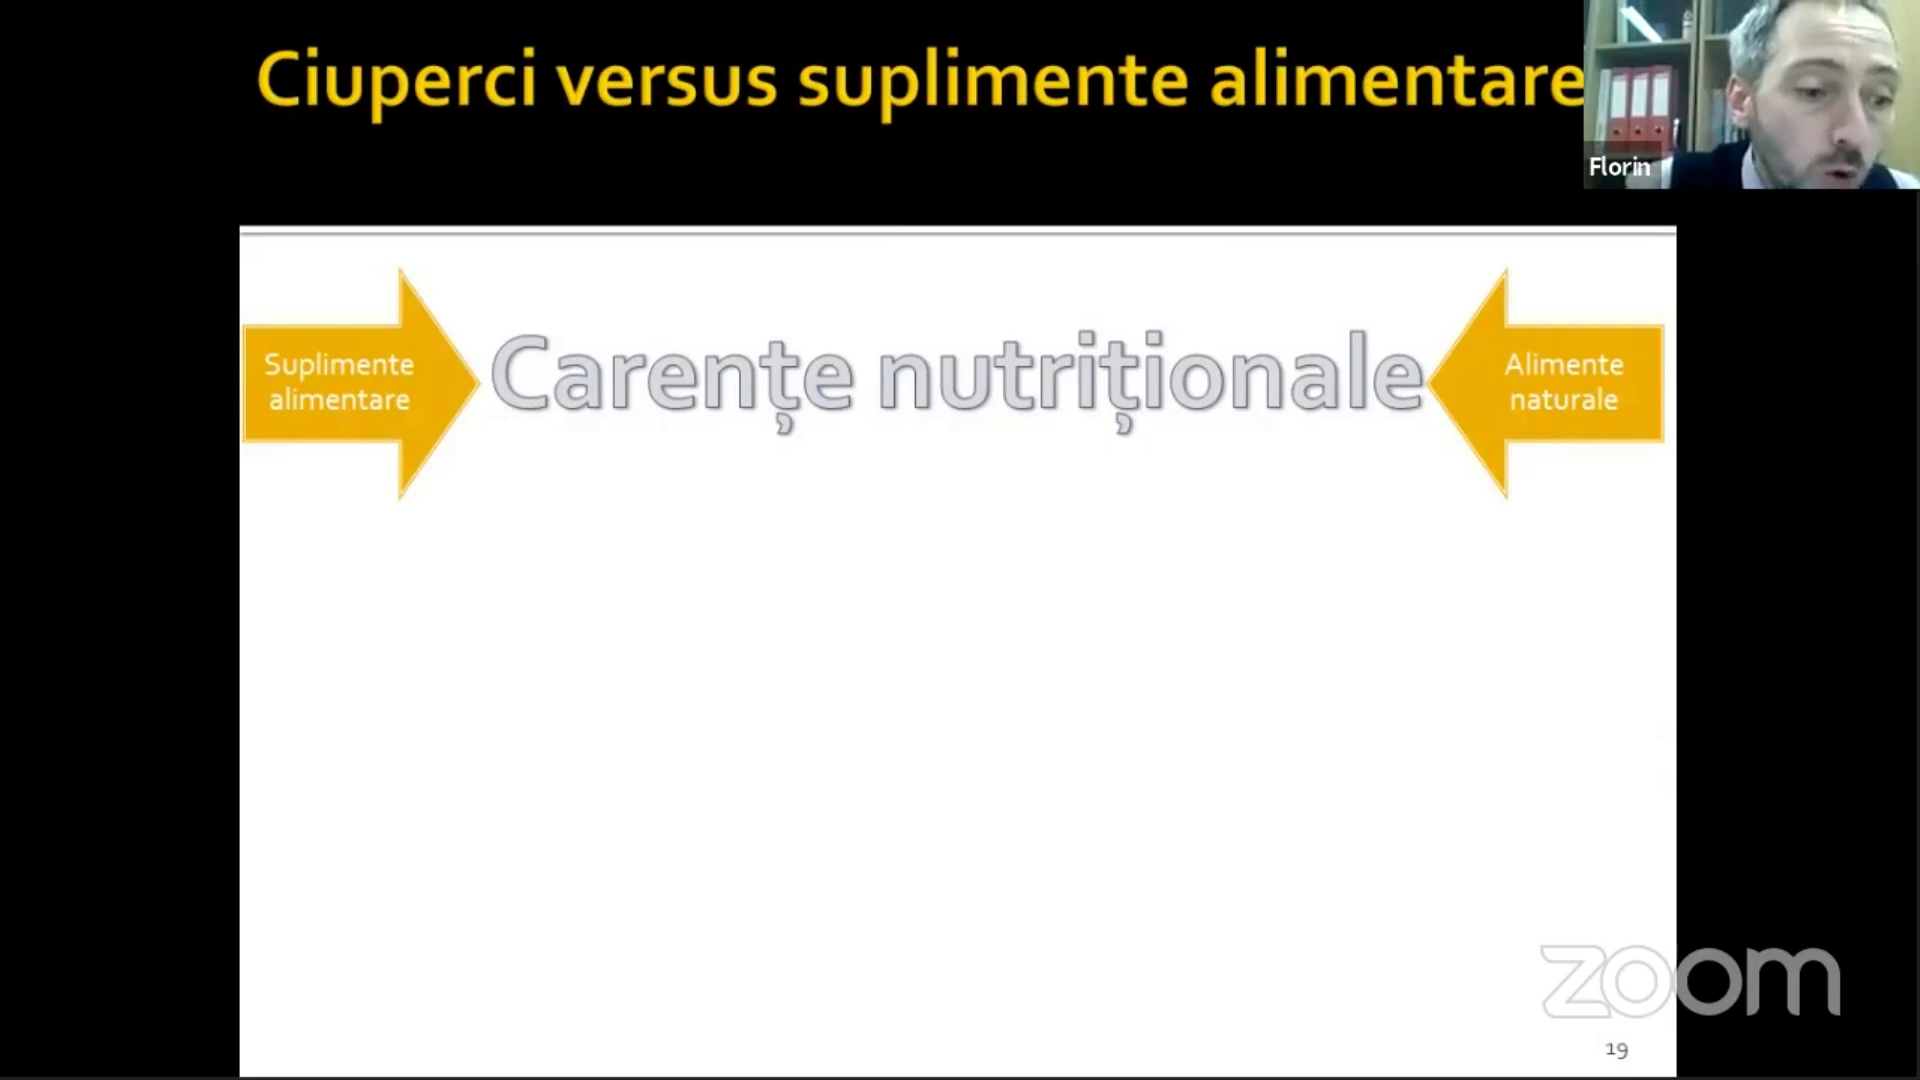 Ciuperci versus suplimente alimentare
Florin
Suplimente
alimentare
Carențe nutriționale
Alimente
naturale
zoom
19